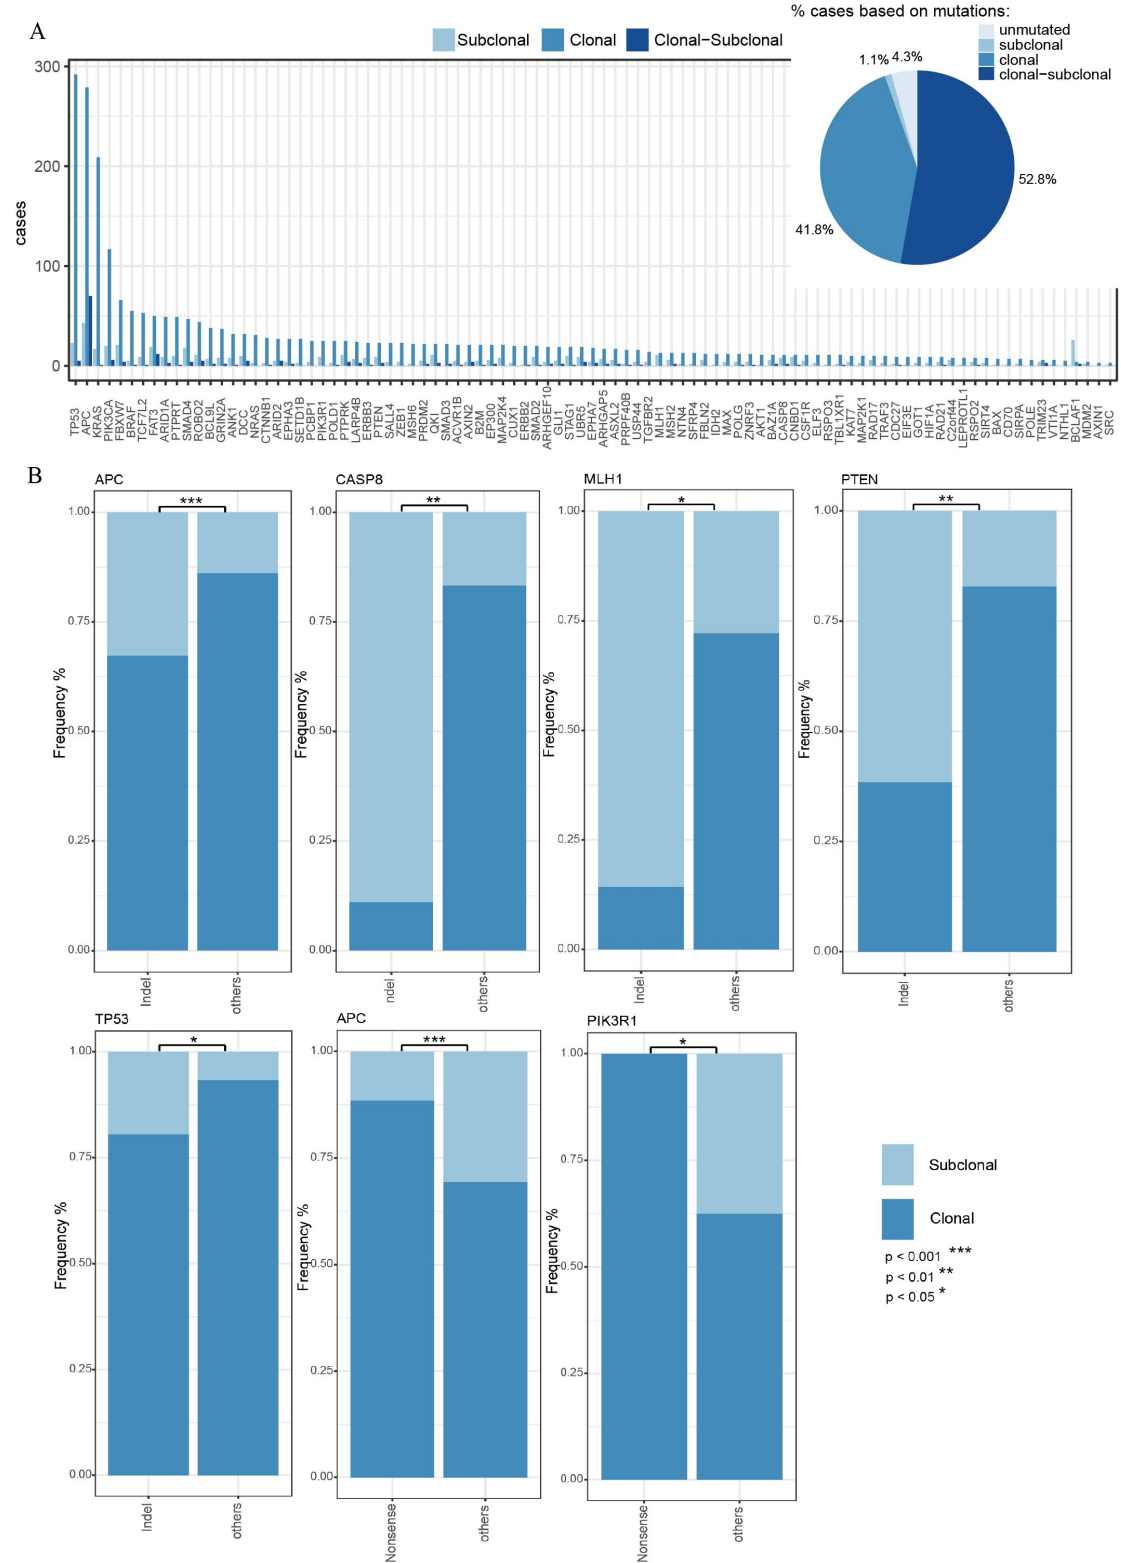 A
Subclonal Clonal Clonal−Subclonal
% cases based on mutations:
unmutated
subclonal
clonal
clonal−subclonal
1.1% 4.3%
52.8%
41.8%
cases
300
200
100
0
TP53 APC KRAS PIK3CA FBXW7 BRAF TCF7L2 FAT3 ARID1A PTPRT SMAD4 ROBO2 BCL9L GRIN2A ANK1 DCC NRAS CTNNB1 ARID2 EPHA3 SETD1B PCBP1 PIK3R1 POLD1 PTPRK LARP4B ERBB3 PTEN SALL4 ZEB1 MSH6 PRDM2 QKI SMAD3 ACVR1B AXIN2 B2M EP300 MAP2K4 CUX1 ERBB2 SMAD2 ARHGEF10 GLI1 STAG1 UBR5 EPHA7 ARHGAP5 ASXL2 PRPF40B USP44 TGFBR2 MLH1 MSH2 NTN4 SFRP4 FBLN2 IDH2 MAX POLG ZNRF3 AKT1 BAZ1A CASP8 CNBD1 CSF1R ELF3 RSPO3 TBL1XR1 KAT7 MAP2K1 RAD17 TRAF3 CDC27 EIF3E GOT1 HIF1A RAD21 C2orf44 LEPROTL1 RSPO2 SIRT4 BAX CD70 SIRPA POLE TRIM23 VTI1A NTHL1 BCLAF1 MDM2 AXIN1 SRC
B
APC
***
1.00
0.75
0.50
0.25
0.00
Frequency %
Indel
others
CASP8
**
1.00
0.75
0.50
0.25
0.00
Frequency %
ndel
others
MLH1
*
1.00
0.75
0.50
0.25
0.00
Frequency %
Indel
others
PTEN
**
1.00
0.75
0.50
0.25
0.00
Frequency %
Indel
others
TP53
*
1.00
0.75
0.50
0.25
0.00
Frequency %
Indel
others
APC
***
1.00
0.75
0.50
0.25
0.00
Frequency %
Nonsense
others
PIK3R1
*
1.00
0.75
0.50
0.25
0.00
Frequency %
Nonsense
others
Subclonal
Clonal
p < 0.001 ***
p < 0.01 **
p < 0.05 *